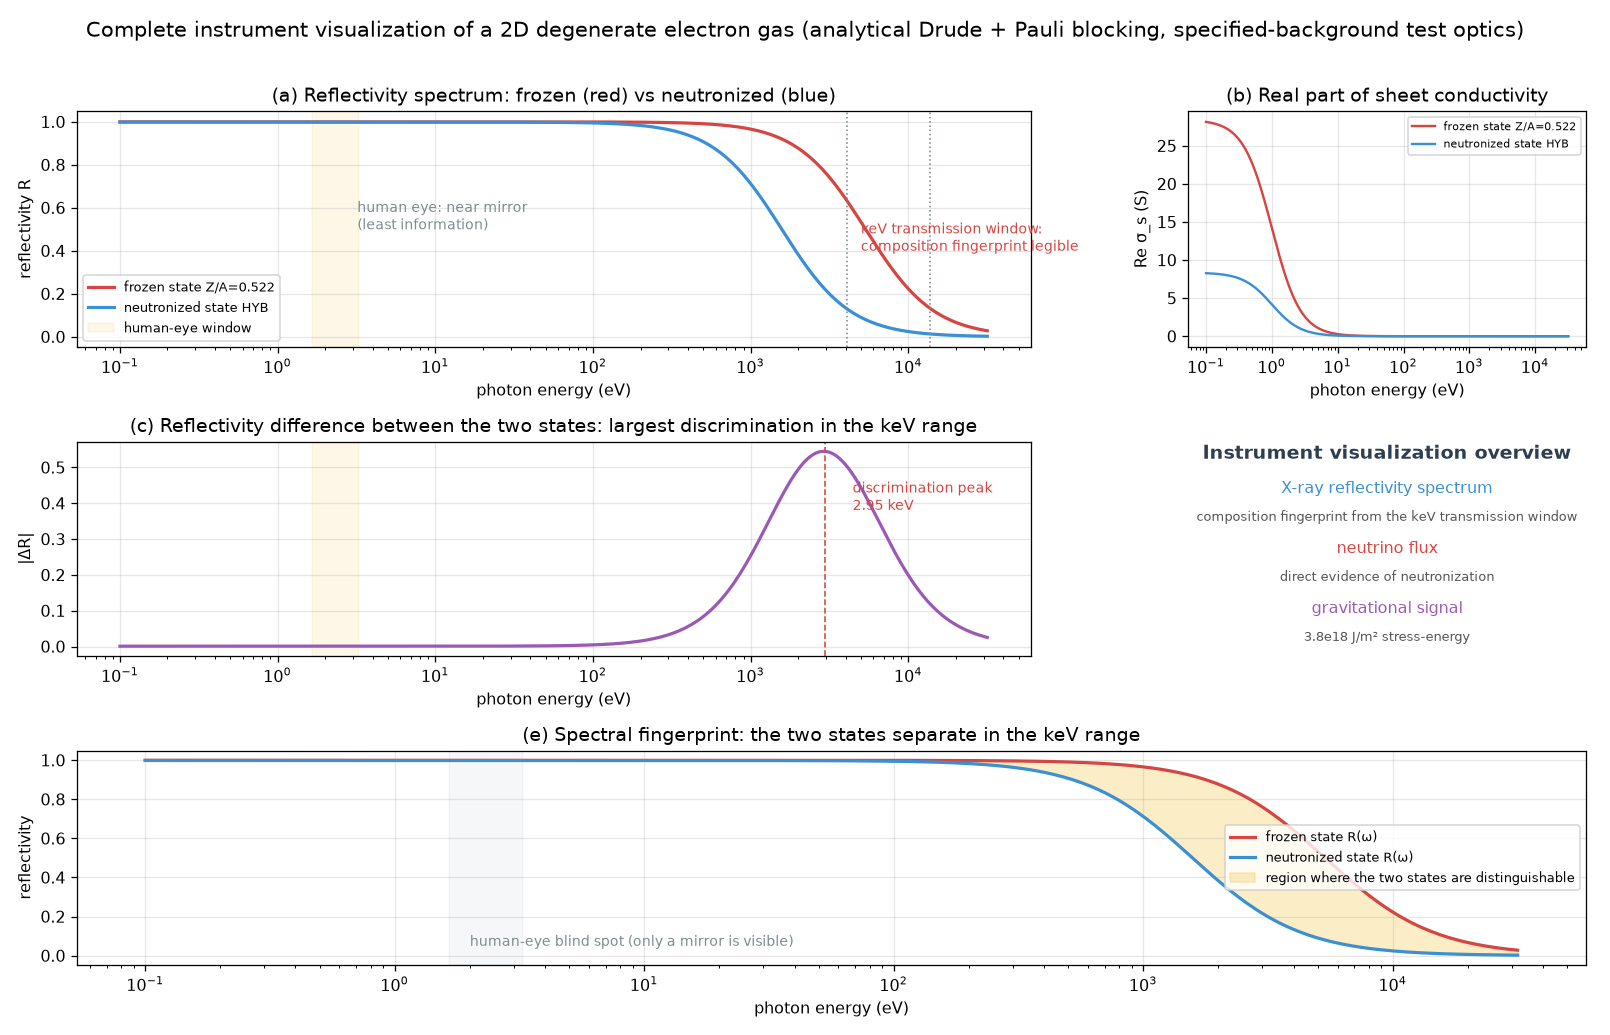 Complete instrument visualization of a 2D degenerate electron gas (analytical Drude + Pauli blocking, specified-background test optics)
(a) Reflectivity spectrum: frozen (red) vs neutronized (blue)
reflectivity R
1.0
0.8
0.6
0.4
0.2
0.0
human eye: near mirror
(least information)
keV transmission window:
composition fingerprint legible
frozen state Z/A=0.522
neutronized state HYB
human-eye window
10⁻¹
10⁰
10¹
10²
10³
10⁴
photon energy (eV)
(b) Real part of sheet conductivity
Re σ_s (S)
25
20
15
10
5
0
frozen state Z/A=0.522
neutronized state HYB
10⁻¹
10⁰
10¹
10²
10³
10⁴
photon energy (eV)
(c) Reflectivity difference between the two states: largest discrimination in the keV range
|ΔR|
0.5
0.4
0.3
0.2
0.1
0.0
discrimination peak
2.95 keV
10⁻¹
10⁰
10¹
10²
10³
10⁴
photon energy (eV)
Instrument visualization overview
X-ray reflectivity spectrum
composition fingerprint from the keV transmission window
neutrino flux
direct evidence of neutronization
gravitational signal
3.8e18 J/m² stress-energy
(e) Spectral fingerprint: the two states separate in the keV range
reflectivity
1.0
0.8
0.6
0.4
0.2
0.0
frozen state R(ω)
neutronized state R(ω)
region where the two states are distinguishable
human-eye blind spot (only a mirror is visible)
10⁻¹
10⁰
10¹
10²
10³
10⁴
photon energy (eV)